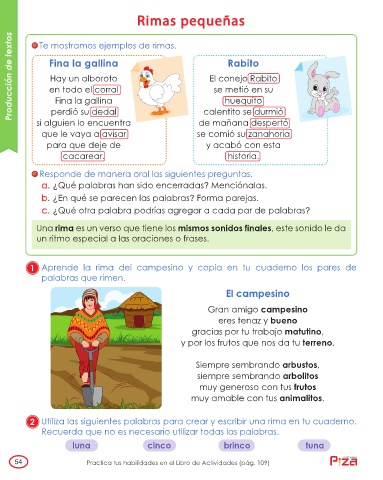 Rimas pequeñas
Producción de textos
Te mostramos ejemplos de rimas.
Fina la gallina
Hay un alboroto
en todo el corral
Fina la gallina
perdió su dedal
si alguien lo encuentra
que le vaya a avisar
para que deje de
cacarear.
Rabito
El conejo Rabito
se metió en su
huequito
calentito se durmió
de mañana despertó
se comió su zanahoria
y acabó con esta
historia.
Responde de manera oral las siguientes preguntas.
a. ¿Qué palabras han sido encerradas? Menciónalas.
b. ¿En qué se parecen las palabras? Forma parejas.
c. ¿Qué otra palabra podrías agregar a cada par de palabras?
Una rima es un verso que tiene los mismos sonidos finales, este sonido le da
un ritmo especial a las oraciones o frases.
1 Aprende la rima del campesino y copia en tu cuaderno los pares de
palabras que rimen.
El campesino
Gran amigo campesino
eres tenaz y bueno
gracias por tu trabajo matutino,
y por los frutos que nos da tu terreno.
Siempre sembrando arbustos,
siempre sembrando arbolitos
muy generoso con tus frutos
muy amable con tus animalitos.
2 Utiliza las siguientes palabras para crear y escribir una rima en tu cuaderno.
Recuerda que no es necesario utilizar todas las palabras.
luna cinco brinco tuna
54
Practica tus habilidades en el Libro de Actividades (pág. 109)